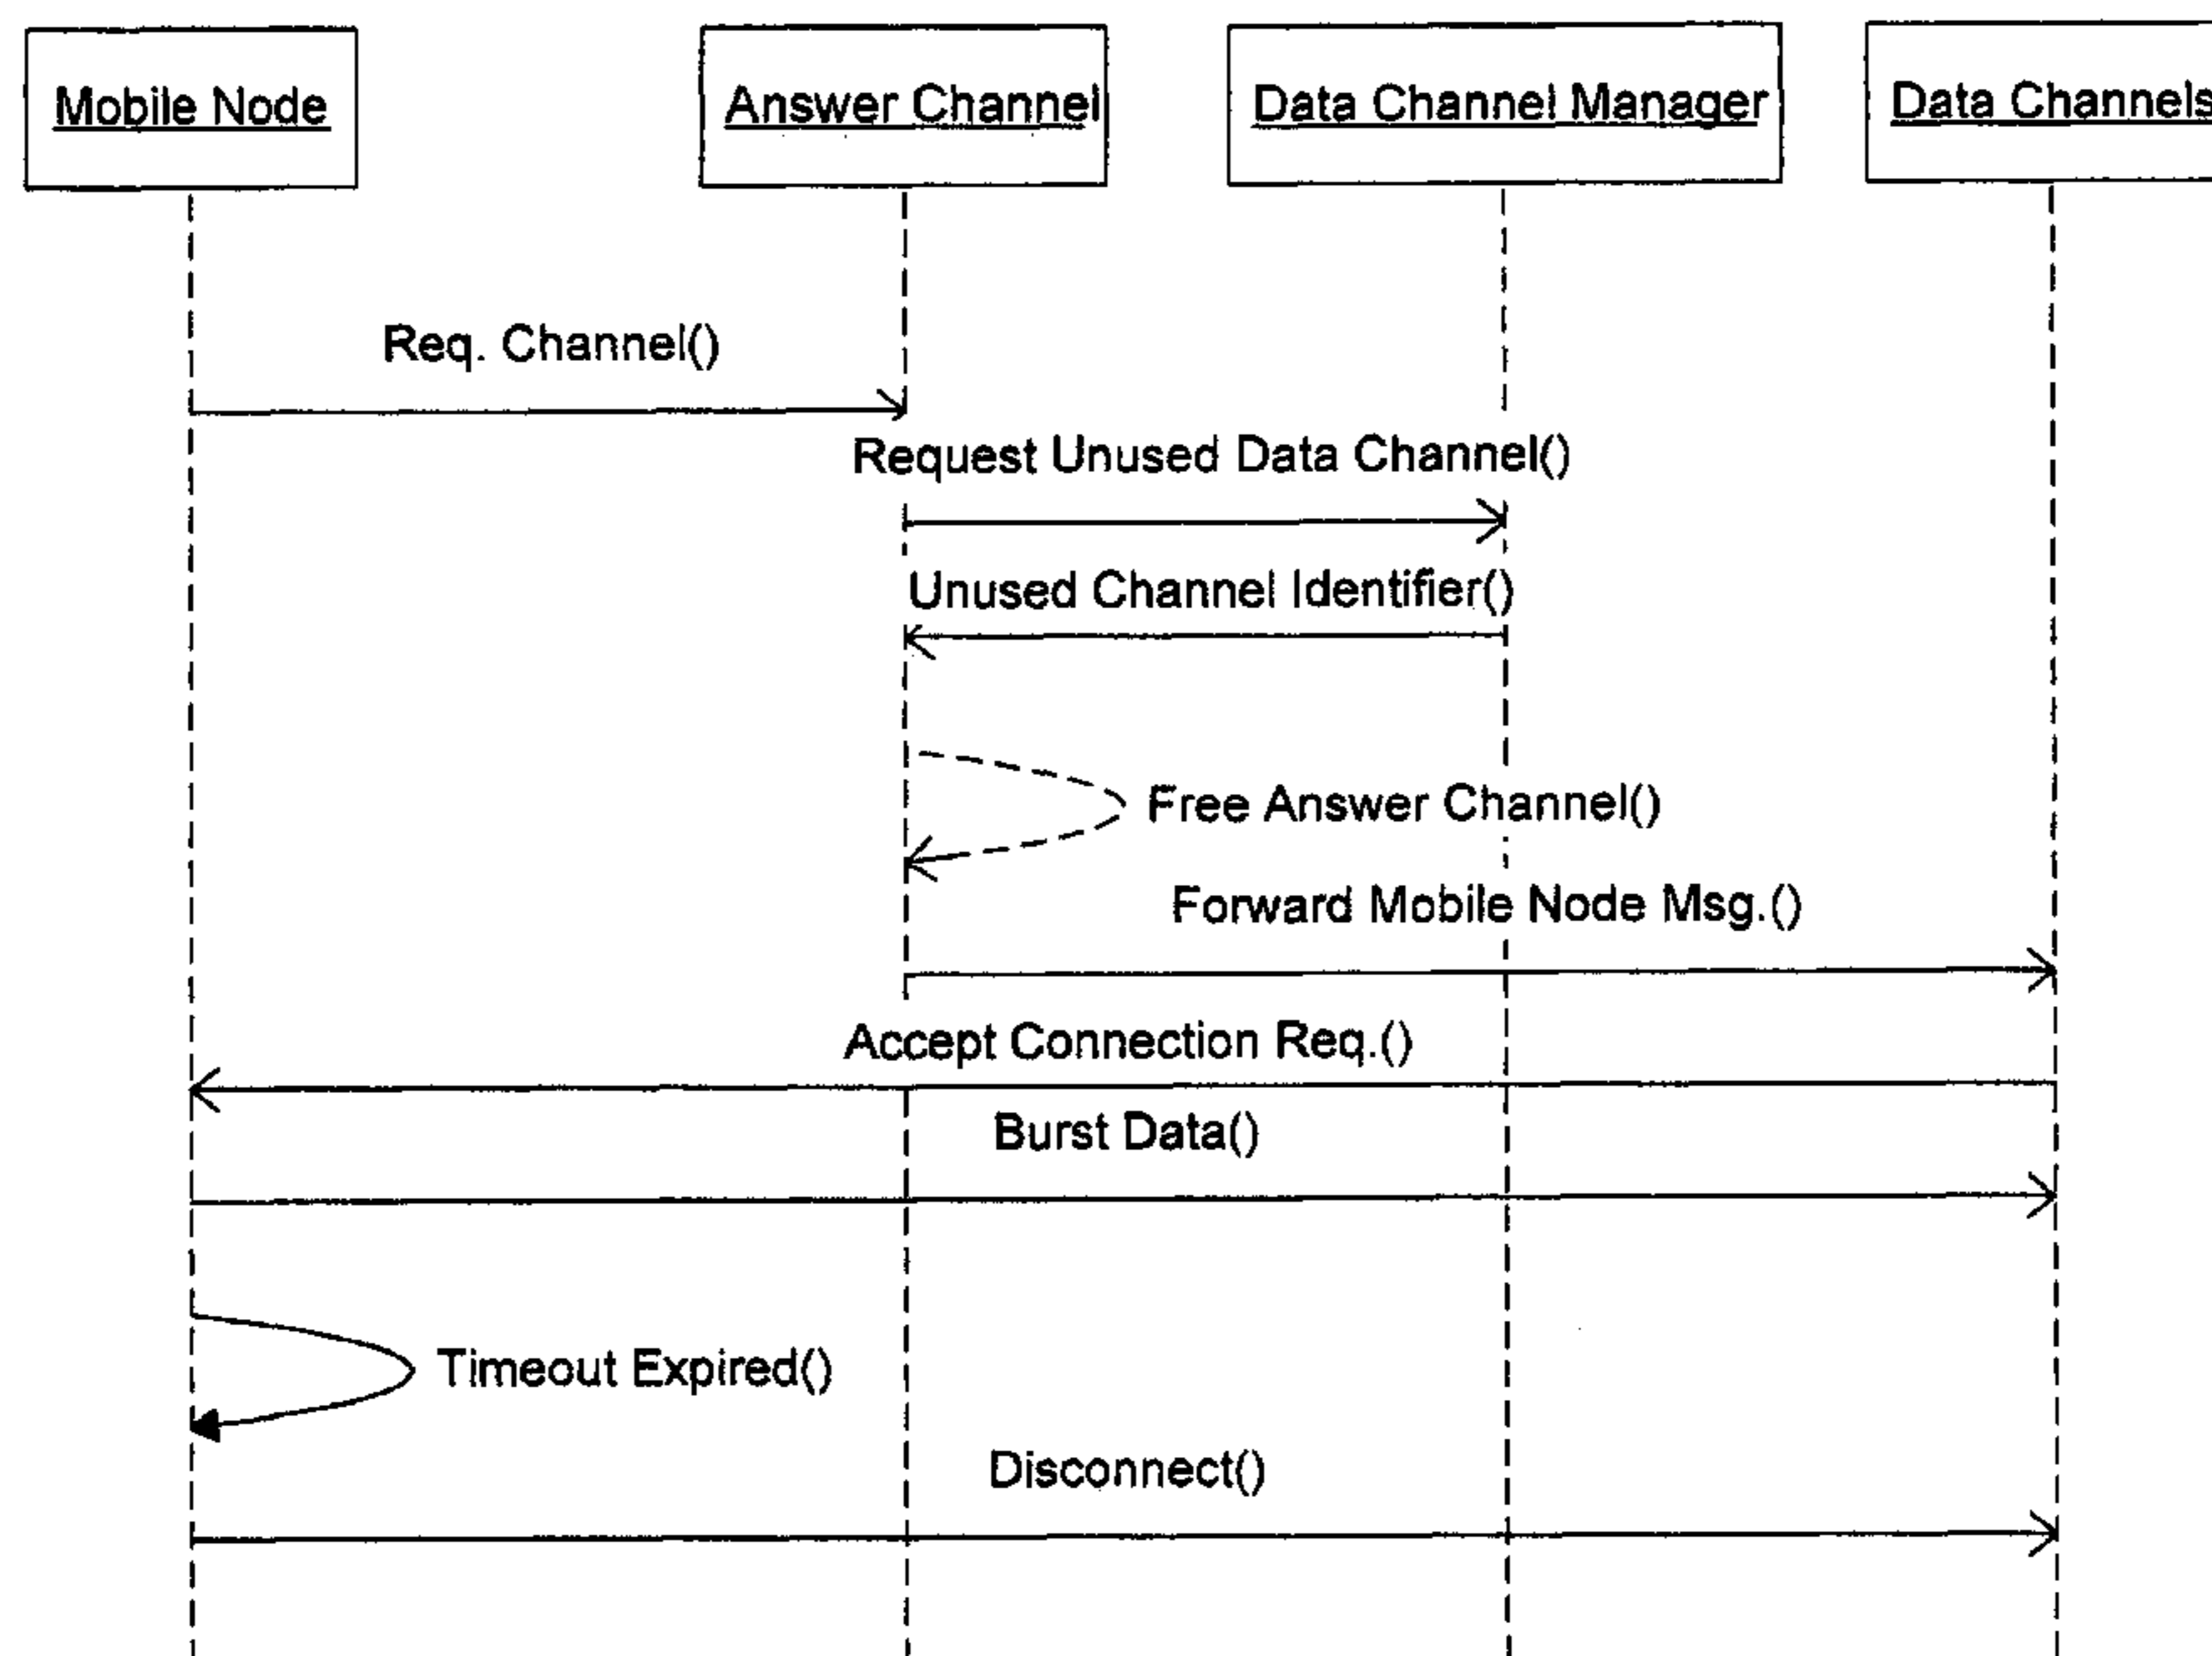 Mobile Node
Answer Channel
Data Channel Manager
Data Channels
Req. Channel()
Request Unused Data Channel()
Unused Channel Identifier()
Free Answer Channel()
Forward Mobile Node Msg.()
Accept Connection Req.()
Burst Data()
Timeout Expired()
Disconnect()